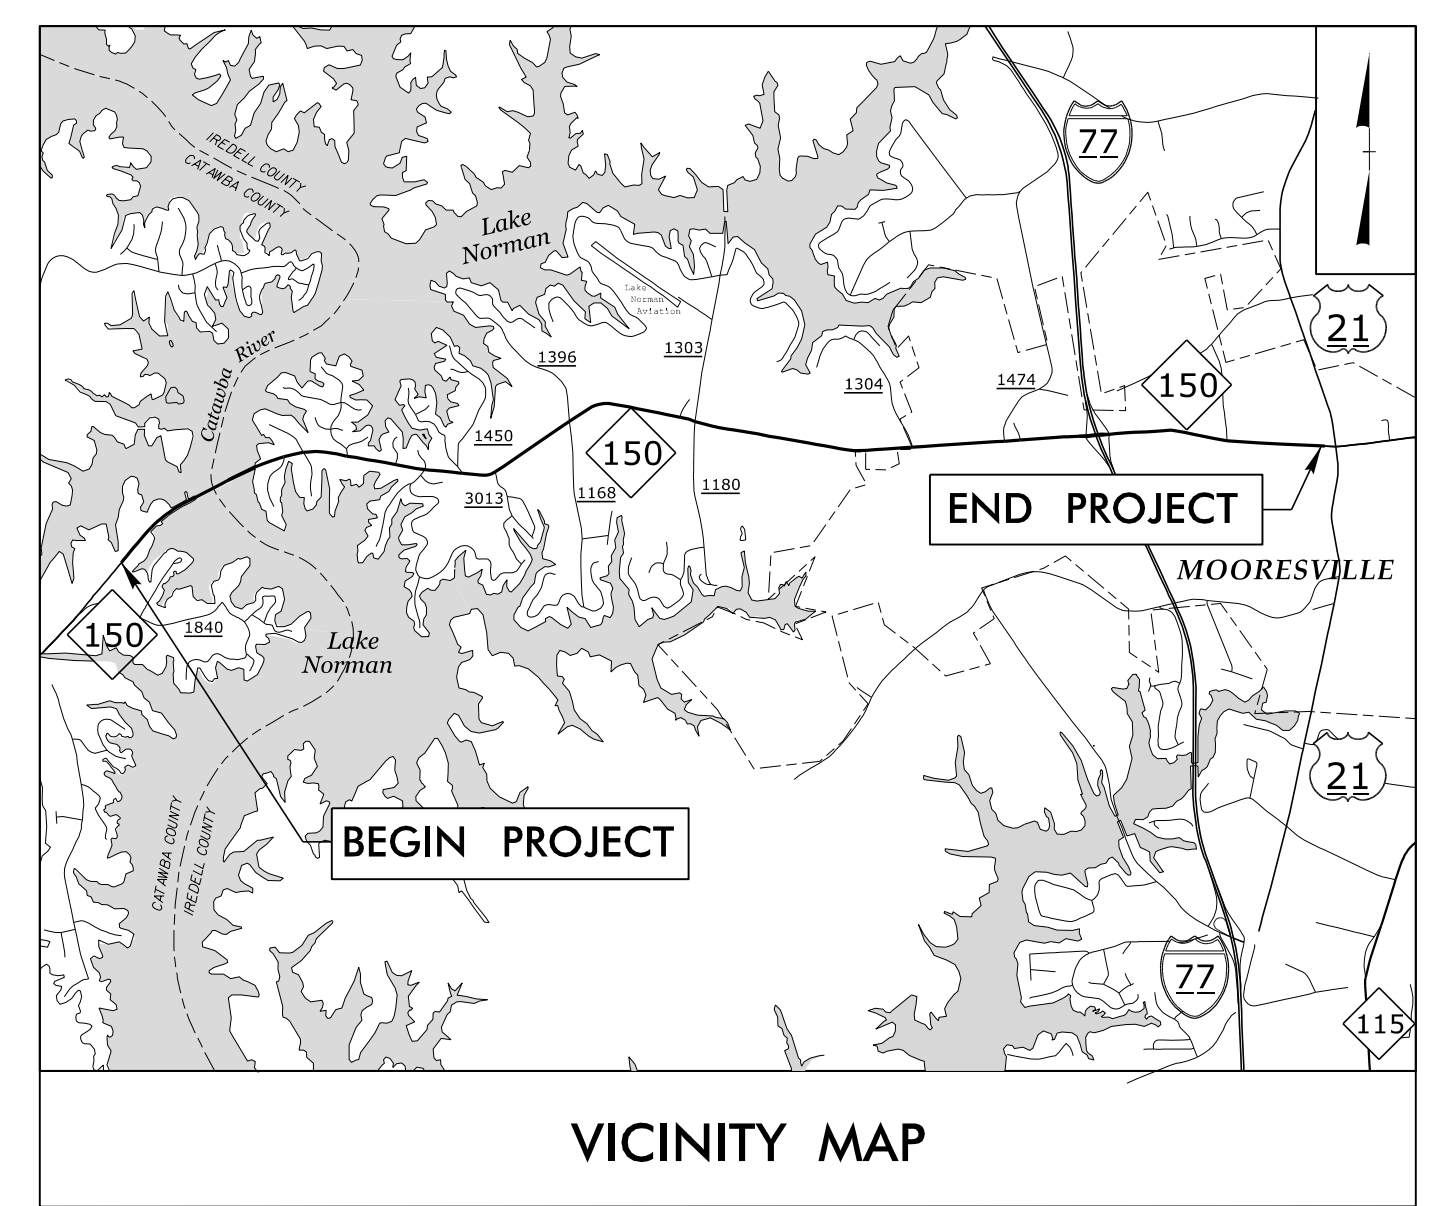 77
IREDELL COUNTY
CATAWBA COUNTY
Lake
Norman
Lake
Norman
Aviation
21
Catawba River
1396
1303
1304
1474
150
1450
150
3013
1168
1180
END PROJECT
MOORESVILLE
150
1840
Lake
Norman
21
CATAWBA COUNTY
IREDELL COUNTY
BEGIN PROJECT
77
115
VICINITY MAP